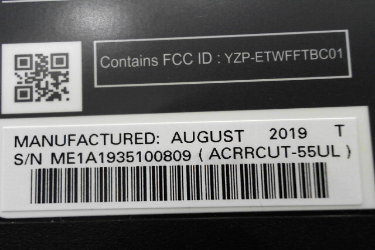 Contains FCC ID : YZP-ETWFFTBC01
MANUFACTURED: AUGUST 2019 T
S/N ME1A1935100809 ( ACRRCUT-55UL )